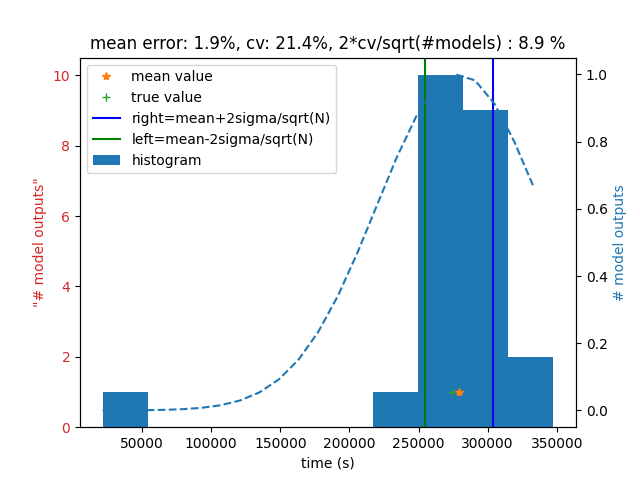 mean error: 1.9%, cv: 21.4%, 2*cv/sqrt(#models) : 8.9 %
mean value
true value
right=mean+2sigma/sqrt(N)
left=mean-2sigma/sqrt(N)
histogram
10
8
6
4
2
0
"# model outputs"
1.0
0.8
0.6
0.4
0.2
0.0
# model outputs
50000
100000
150000
200000
250000
300000
350000
time (s)